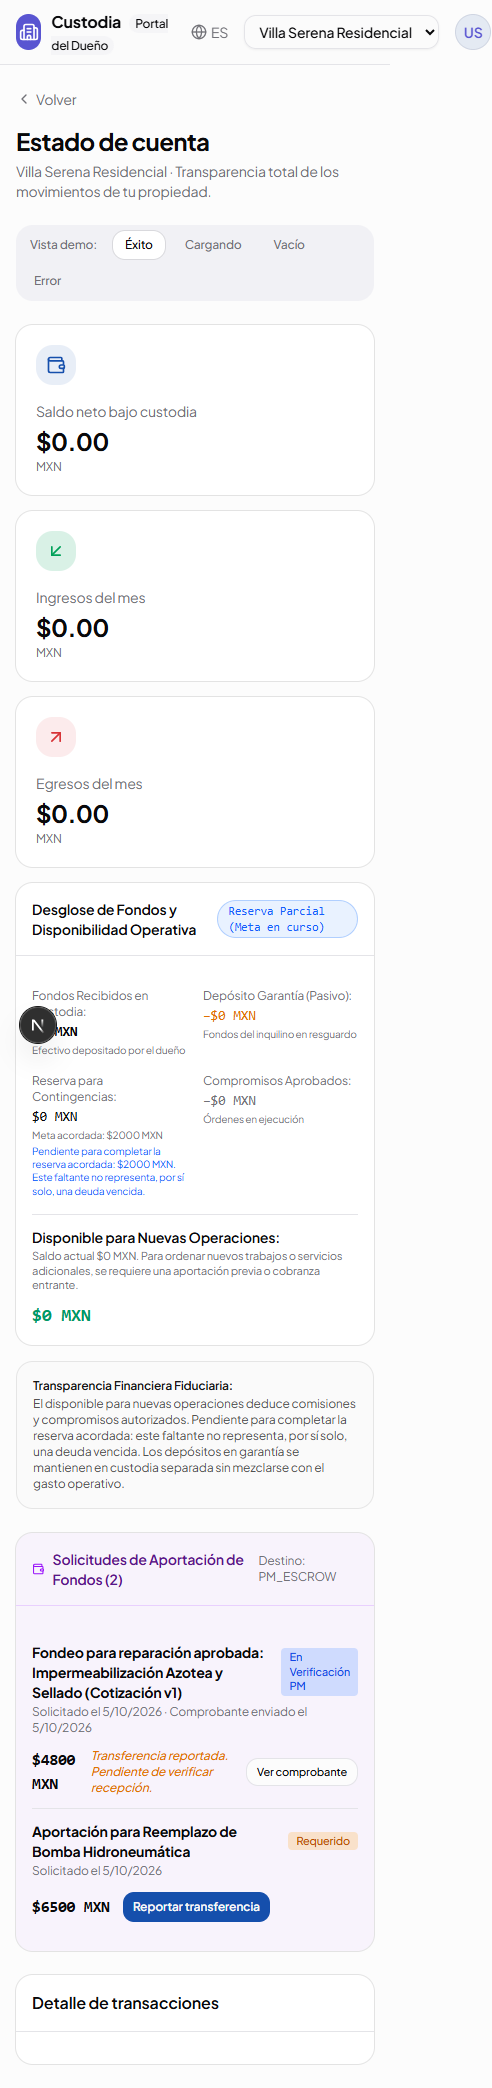 Custodia Portal
del Dueño
ES
Villa Serena Residencial
US
Volver
Estado de cuenta
Villa Serena Residencial · Transparencia total de los
movimientos de tu propiedad.
Vista demo: Éxito Cargando Vacío
Error
Saldo neto bajo custodia
$0.00
MXN
Ingresos del mes
$0.00
MXN
Egresos del mes
$0.00
MXN
Desglose de Fondos y
Disponibilidad Operativa
Reserva Parcial
(Meta en curso)
Fondos Recibidos en
N
MXN
Efectivo depositado por el dueño
Depósito Garantía (Pasivo):
-$0 MXN
Fondos del inquilino en resguardo
Reserva para
Contingencias:
$0 MXN
Meta acordada: $2000 MXN
Pendiente para completar la
reserva acordada: $2000 MXN.
Este faltante no representa, por sí
solo, una deuda vencida.
Compromisos Aprobados:
-$0 MXN
Órdenes en ejecución
Disponible para Nuevas Operaciones:
Saldo actual $0 MXN. Para ordenar nuevos trabajos o servicios
adicionales, se requiere una aportación previa o cobranza
entrante.
$0 MXN
Transparencia Financiera Fiduciaria:
El disponible para nuevas operaciones deduce comisiones
y compromisos autorizados. Pendiente para completar la
reserva acordada: este faltante no representa, por sí solo,
una deuda vencida. Los depósitos en garantía se
mantienen en custodia separada sin mezclarse con el
gasto operativo.
Solicitudes de Aportación de
Fondos (2)
Destino:
PM_ESCROW
Fondeo para reparación aprobada:
Impermeabilización Azotea y
Sellado (Cotización v1)
En
Verificación
PM
Solicitado el 5/10/2026 · Comprobante enviado el
5/10/2026
$4800
MXN
Transferencia reportada.
Pendiente de verificar
recepción.
Ver comprobante
Aportación para Reemplazo de
Bomba Hidroneumática
Requerido
Solicitado el 5/10/2026
$6500 MXN
Reportar transferencia
Detalle de transacciones